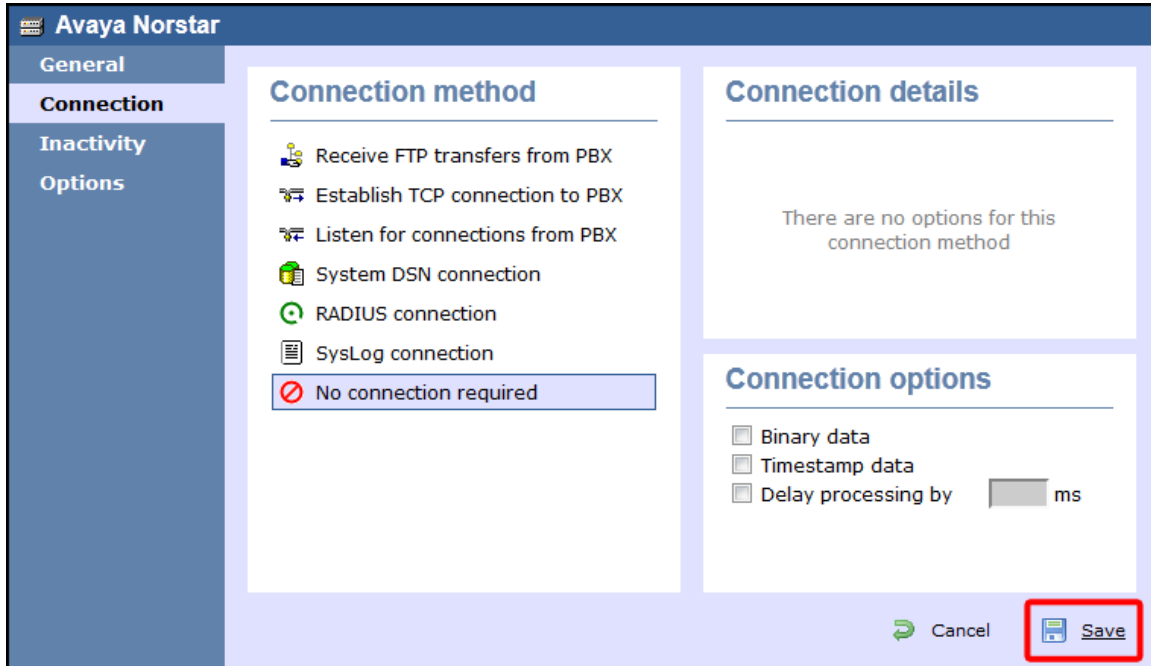 Avaya Norstar
General
Connection
Inactivity
Options
Connection method
Receive FTP transfers from PBX
Establish TCP connection to PBX
Listen for connections from PBX
System DSN connection
RADIUS connection
SysLog connection
No connection required
Connection details
There are no options for this
connection method
Connection options
Binary data
Timestamp data
Delay processing by ms
Cancel
Save